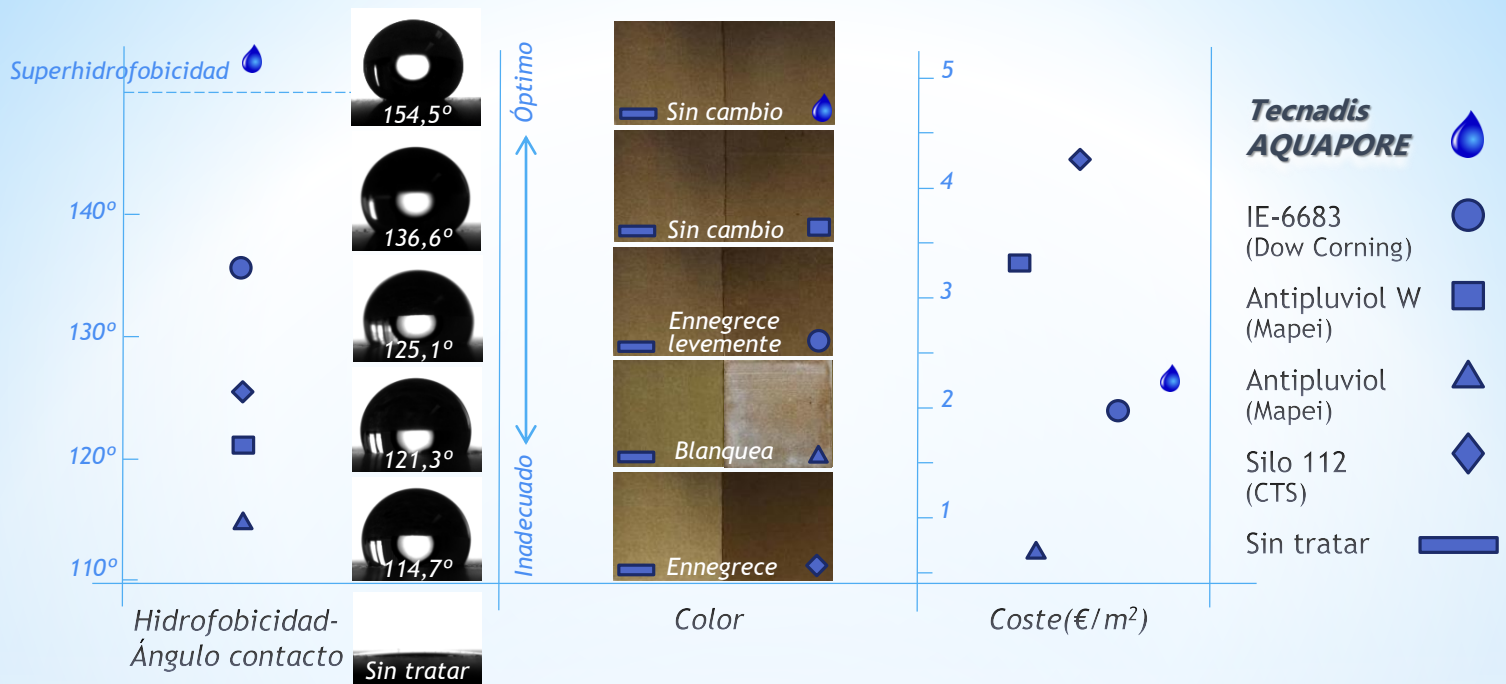 Superhidrofobicidad
140º
130º
120º
110º
154,5º
136,6º
125,1º
121,3º
114,7º
Sin tratar
Hidrofobicidad-
Ángulo contacto
Óptimo
Inadecuado
Sin cambio
Sin cambio
Ennegrece
levemente
Blanquea
Ennegrece
Color
5
4
3
2
1
Coste(€/m²)
Tecnadis
AQUAPORE
IE-6683
(Dow Corning)
Antipluviol W
(Mapei)
Antipluviol
(Mapei)
Silo 112
(CTS)
Sin tratar